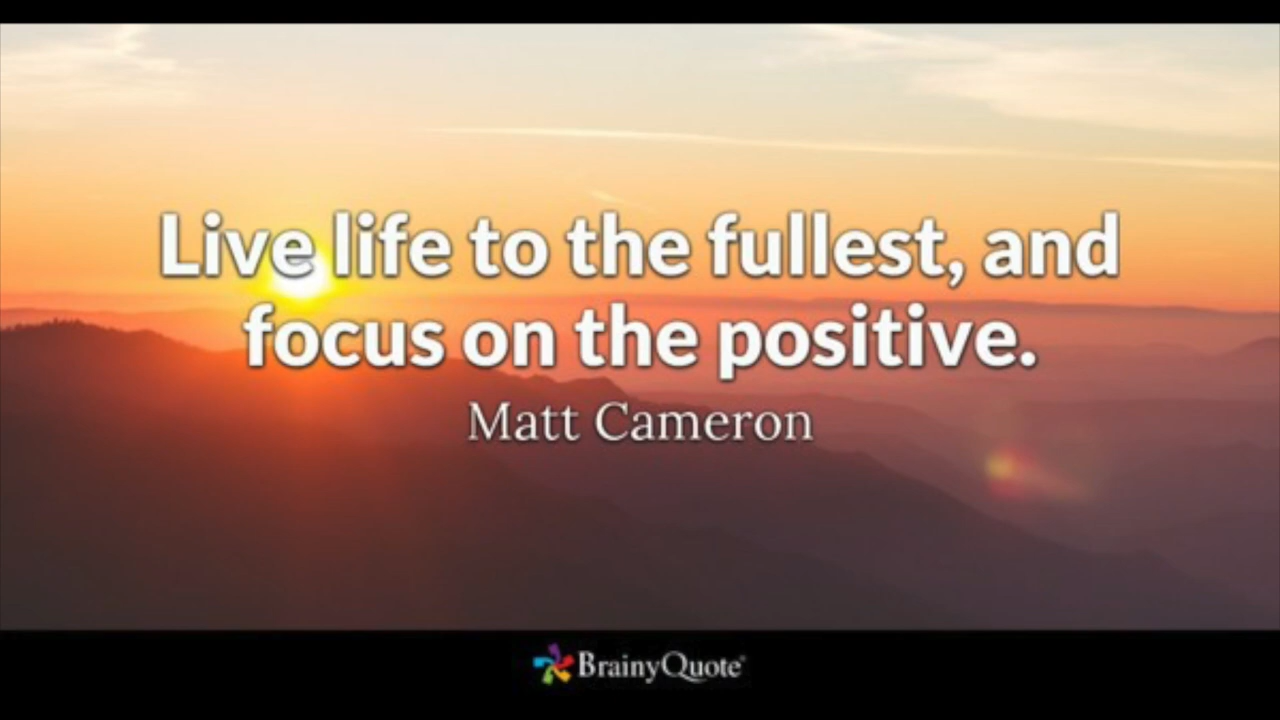 Live life to the fullest, and
focus on the positive.
Matt Cameron
BrainyQuote®